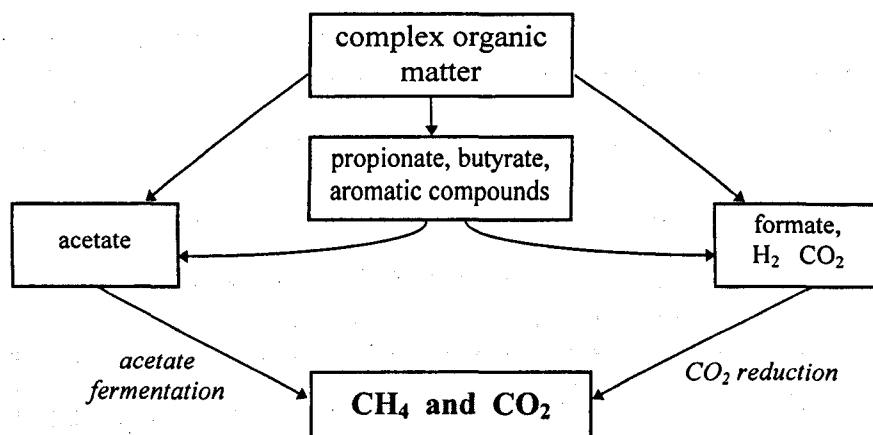 complex organic
matter
propionate, butyrate,
aromatic compounds
acetate
formate,
H₂ CO₂
acetate
fermentation
CO₂ reduction
CH₄ and CO₂